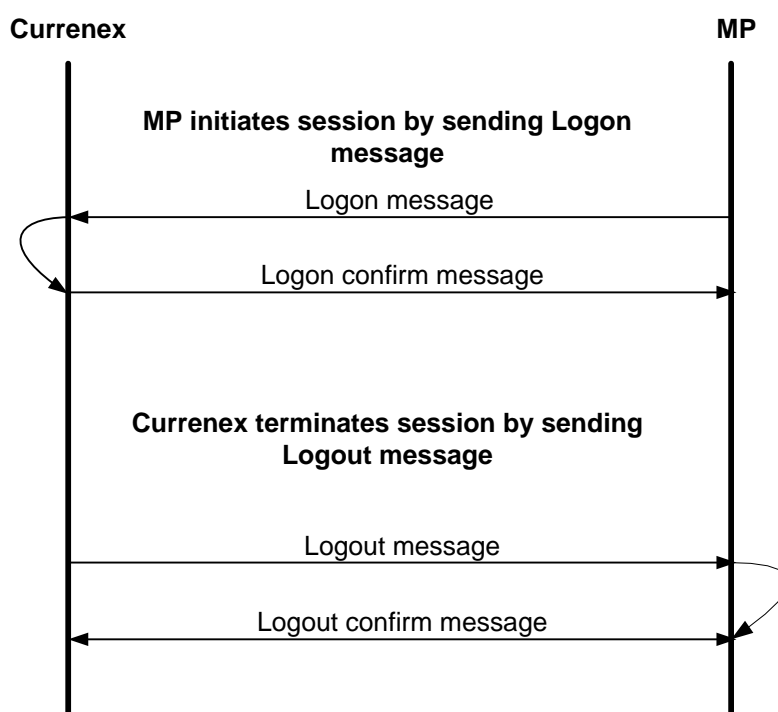 Currenex
MP
MP initiates session by sending Logon
message
Logon message
Logon confirm message
Currenex terminates session by sending
Logout message
Logout message
Logout confirm message